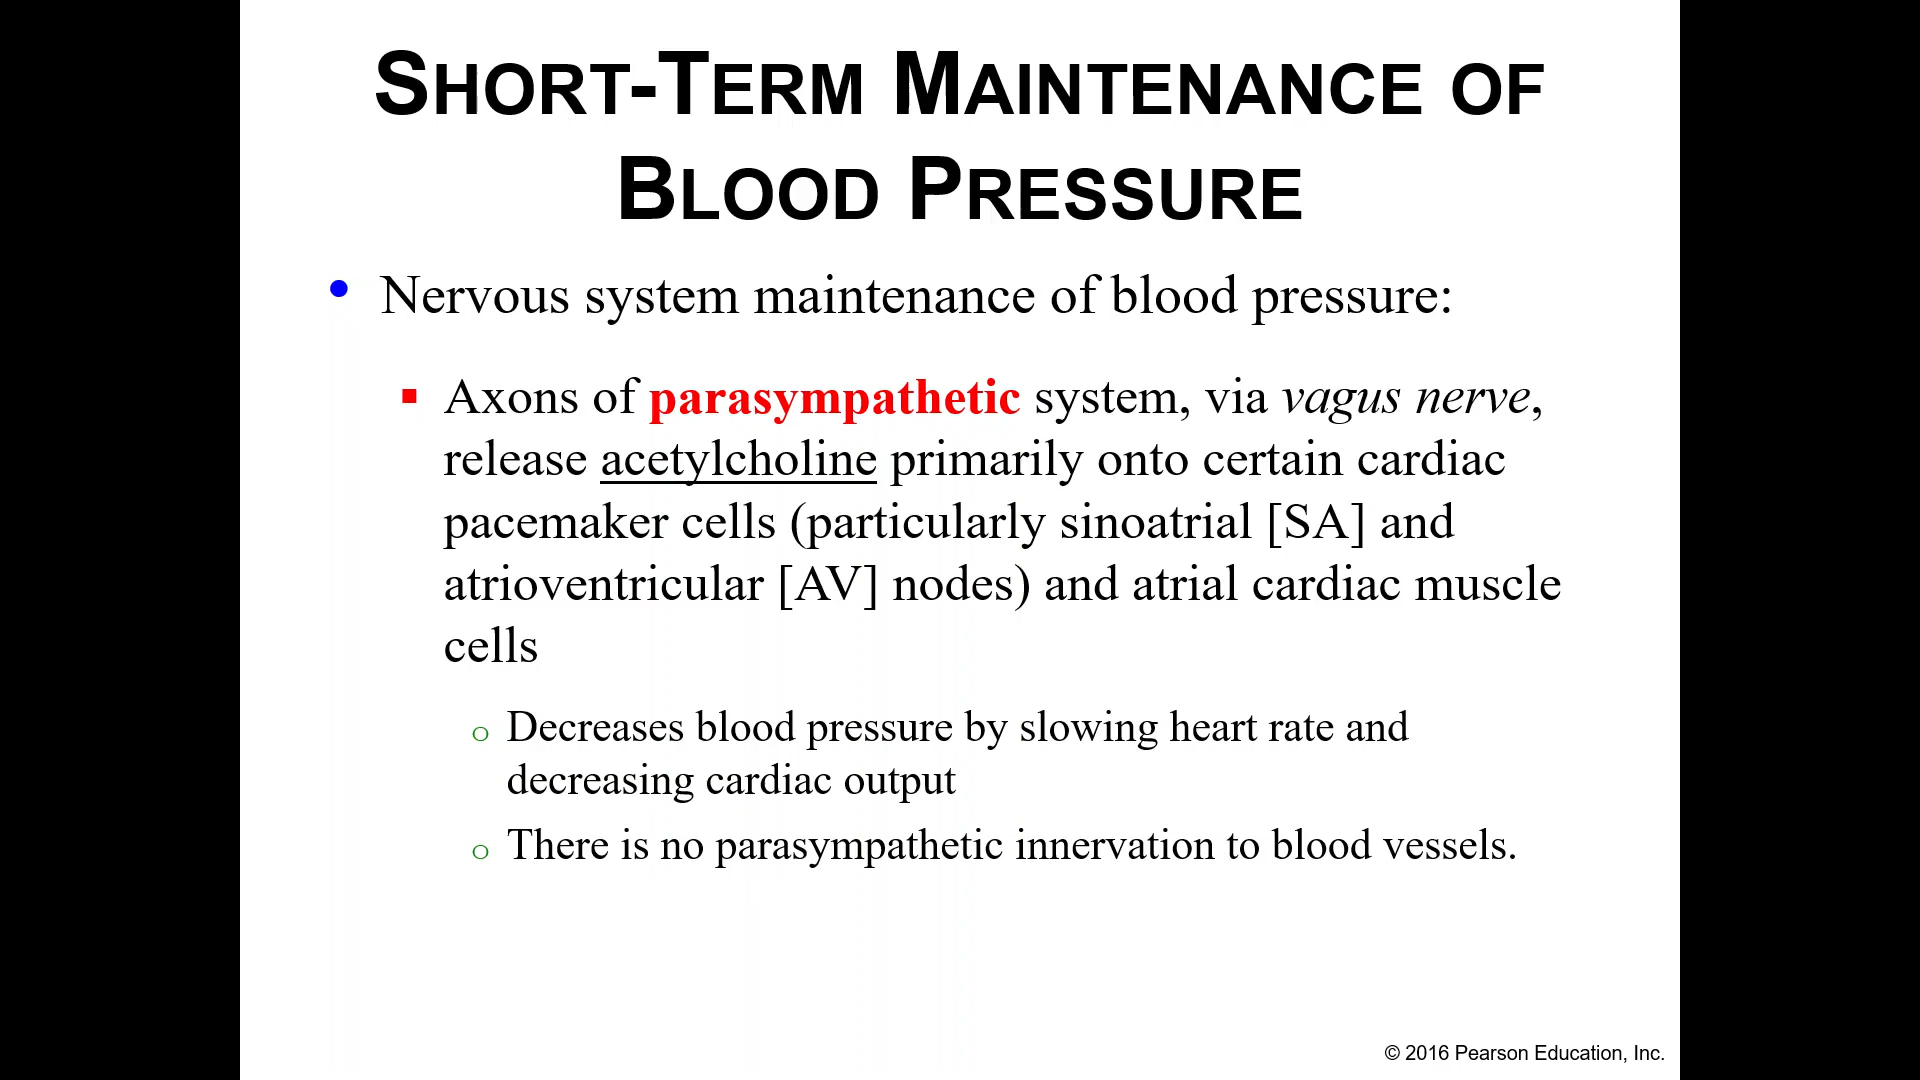 Short-Term Maintenance of
Blood Pressure
• Nervous system maintenance of blood pressure:
▪ Axons of parasympathetic system, via vagus nerve,
release acetylcholine primarily onto certain cardiac
pacemaker cells (particularly sinoatrial [SA] and
atrioventricular [AV] nodes) and atrial cardiac muscle
cells
o Decreases blood pressure by slowing heart rate and
decreasing cardiac output
o There is no parasympathetic innervation to blood vessels.
© 2016 Pearson Education, Inc.